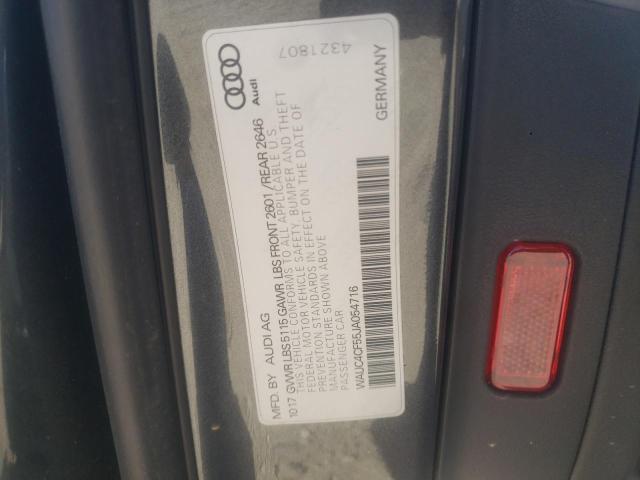 MFD. BY AUDI AG
10 17 GVWR LBS 5115 GAWR LBS FRONT 2601 /REAR 2646
THIS VEHICLE CONFORMS TO ALL APPLICABLE U.S.
FEDERAL MOTOR VEHICLE SAFETY, BUMPER AND THEFT
PREVENTION STANDARDS IN EFFECT ON THE DATE OF
MANUFACTURE SHOWN ABOVE
PASSENGER CAR
WAUC4CF55JA054716
GERMANY
Audi
4321807